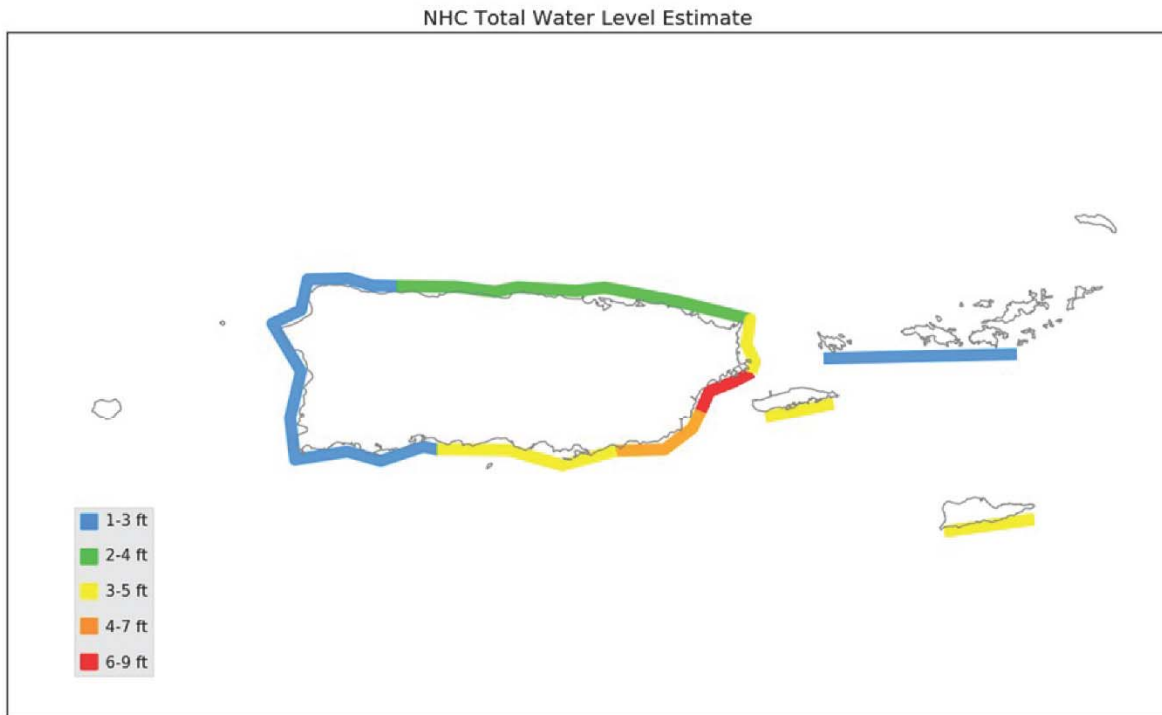 NHC Total Water Level Estimate
1-3 ft
2-4 ft
3-5 ft
4-7 ft
6-9 ft